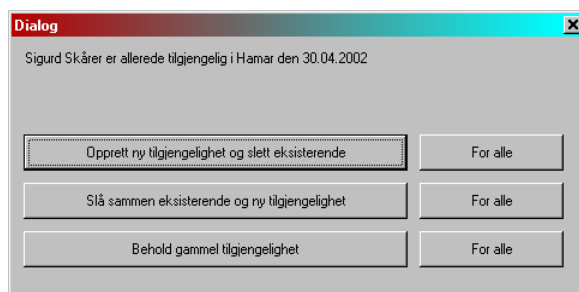 Dialog
Sigurd Skårer er allerede tilgjengelig i Hamar den 30.04.2002
Opprett ny tilgjengelighet og slett eksisterende For alle
Slå sammen eksisterende og ny tilgjengelighet For alle
Behold gammel tilgjengelighet For alle